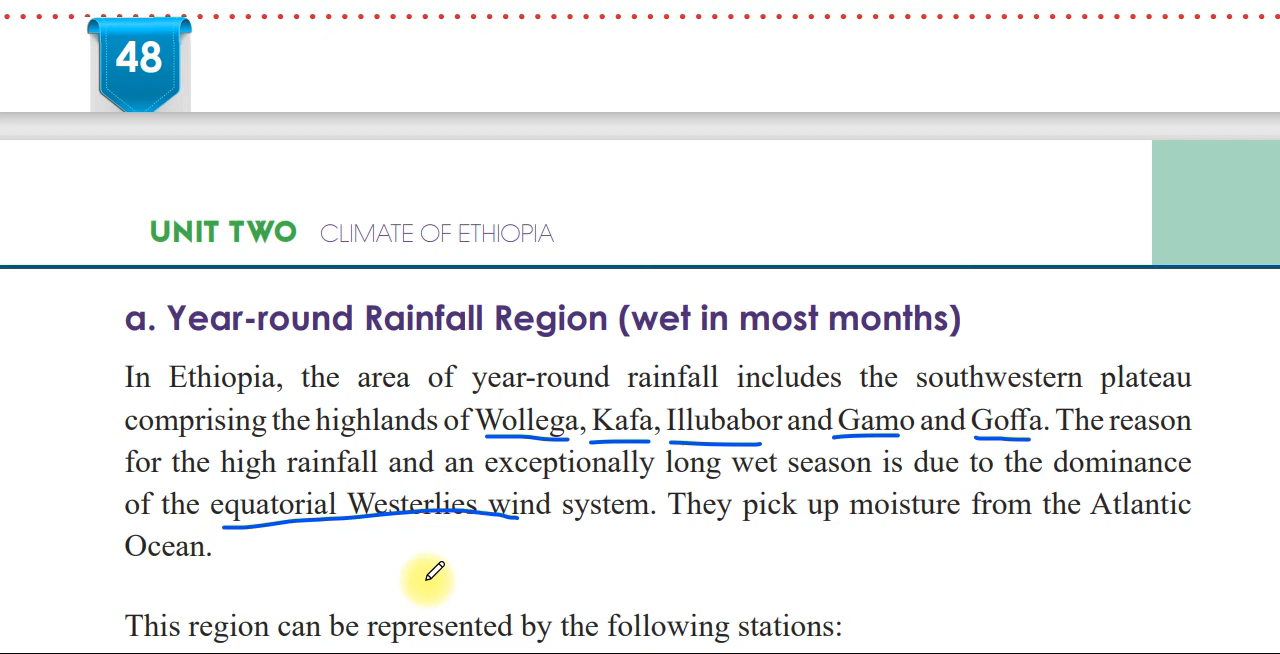 48
UNIT TWO CLIMATE OF ETHIOPIA
a. Year-round Rainfall Region (wet in most months)
In Ethiopia, the area of year-round rainfall includes the southwestern plateau
comprising the highlands of Wollega, Kafa, Illubabor and Gamo and Goffa. The reason
for the high rainfall and an exceptionally long wet season is due to the dominance
of the equatorial Westerlies wind system. They pick up moisture from the Atlantic
Ocean.
This region can be represented by the following stations: